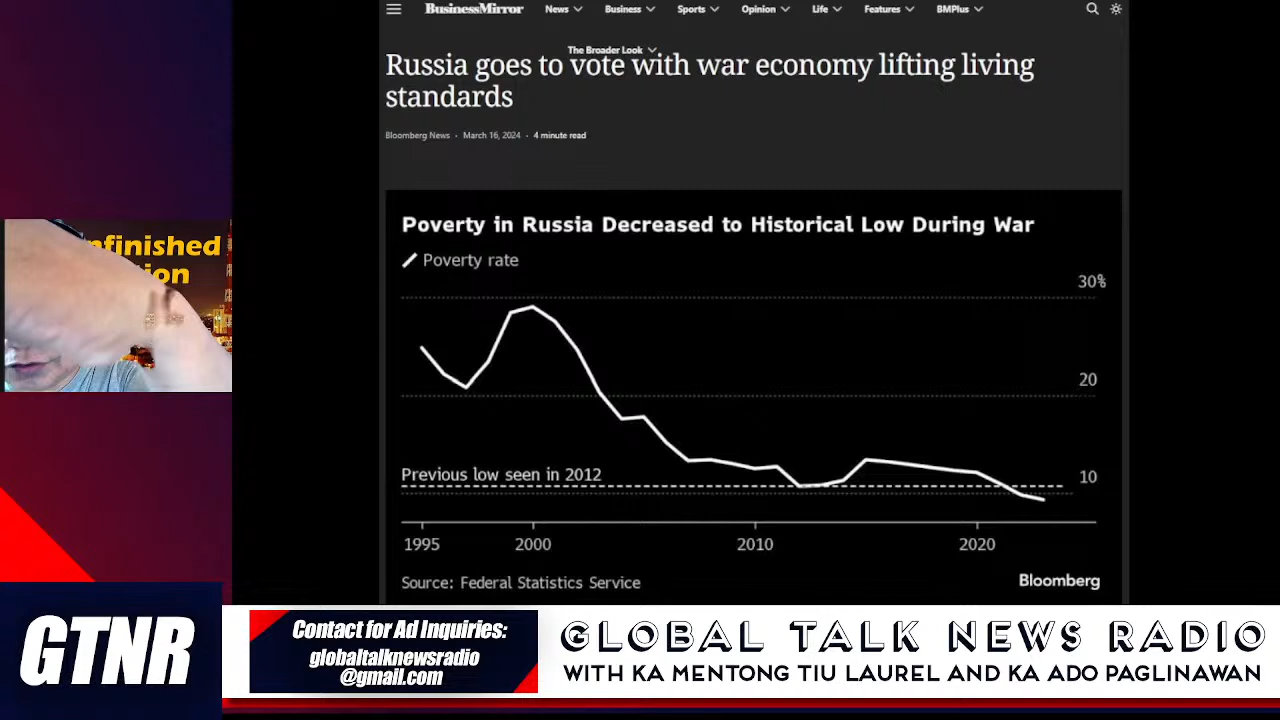 BusinessMirror
News
Business
Sports
Opinion
Life
Features
BMPlus
The Broader Look
Russia goes to vote with war economy lifting living
standards
Bloomberg News · March 16, 2024 · 4 minute read
Poverty in Russia Decreased to Historical Low During War
Poverty rate
30%
20
Previous low seen in 2012
10
1995
2000
2010
2020
Source: Federal Statistics Service
Bloomberg
GTNR
Contact for Ad Inquiries:
globaltalknewsradio
@gmail.com
GLOBAL TALK NEWS RADIO
WITH KA MENTONG TIU LAUREL AND KA ADO PAGLINAWAN